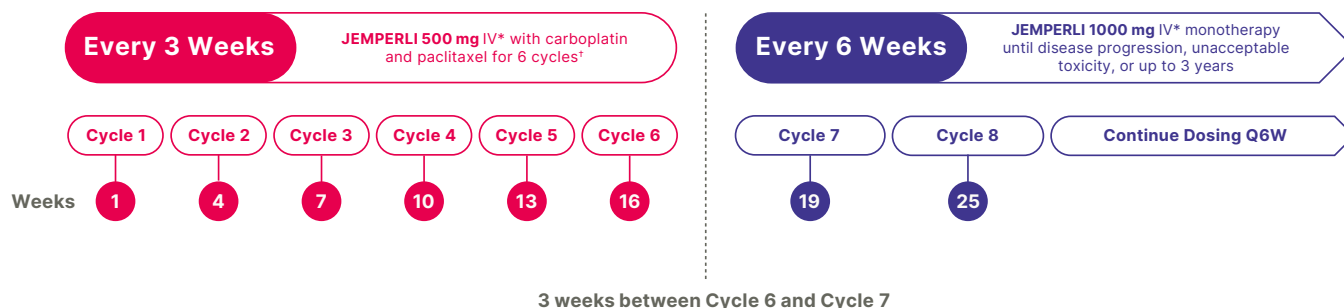 Every 3 Weeks
JEMPERLI 500 mg IV* with carboplatin
and paclitaxel for 6 cycles†
Every 6 Weeks
JEMPERLI 1000 mg IV* monotherapy
until disease progression, unacceptable
toxicity, or up to 3 years
Cycle 1 Cycle 2 Cycle 3 Cycle 4 Cycle 5 Cycle 6 Cycle 7 Cycle 8 Continue Dosing Q6W
Weeks 1 4 7 10 13 16 19 25
3 weeks between Cycle 6 and Cycle 7